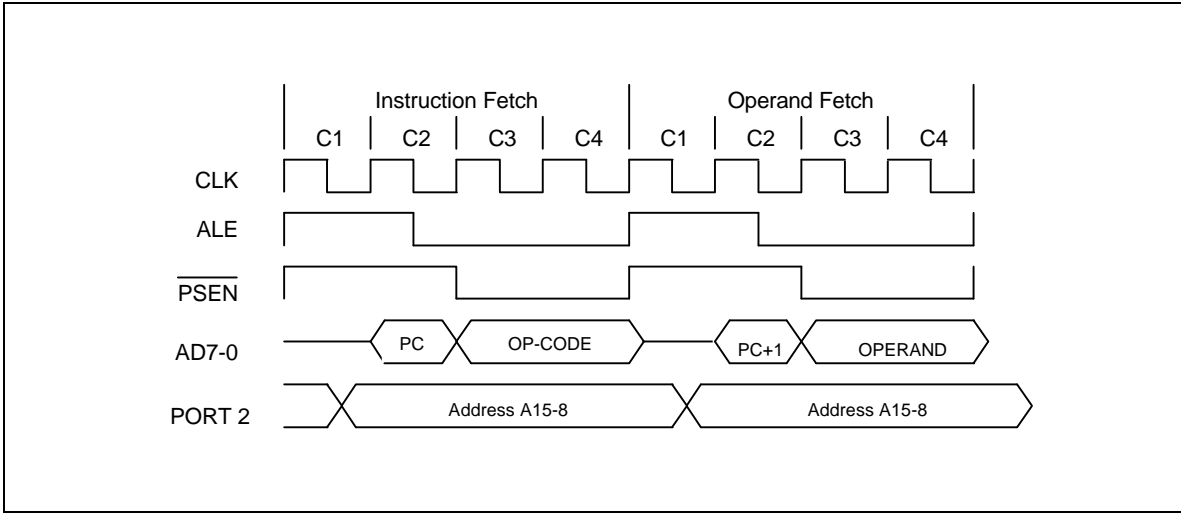 Instruction Fetch Operand Fetch
C1 C2 C3 C4 C1 C2 C3 C4
CLK
ALE
PSEN
AD7-0 PC OP-CODE PC+1 OPERAND
PORT 2 Address A15-8 Address A15-8